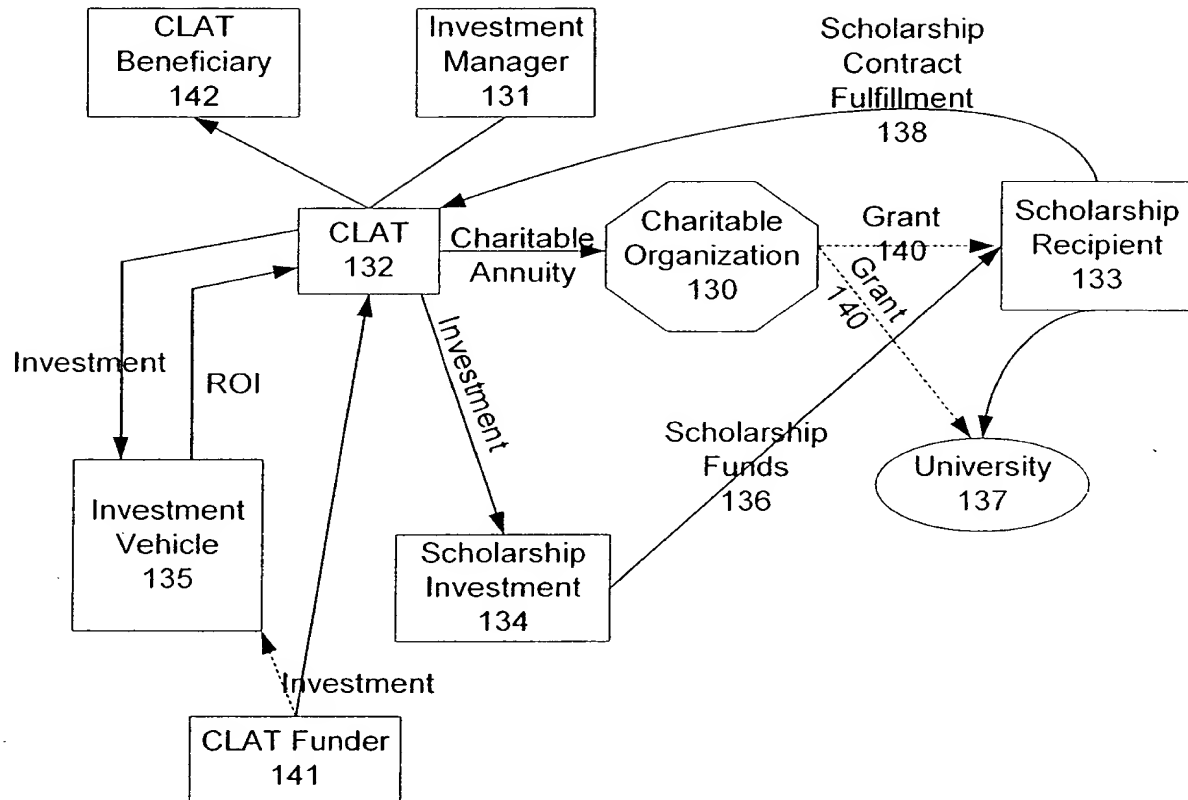 CLAT
Beneficiary
142
Investment
Manager
131
Scholarship
Contract
Fulfillment
138
CLAT
132
Charitable
Annuity
Charitable
Organization
130
Grant
140
Grant
140
Scholarship
Recipient
133
Investment
ROI
Investment
Scholarship
Funds
136
University
137
Investment
Vehicle
135
Scholarship
Investment
134
Investment
CLAT Funder
141